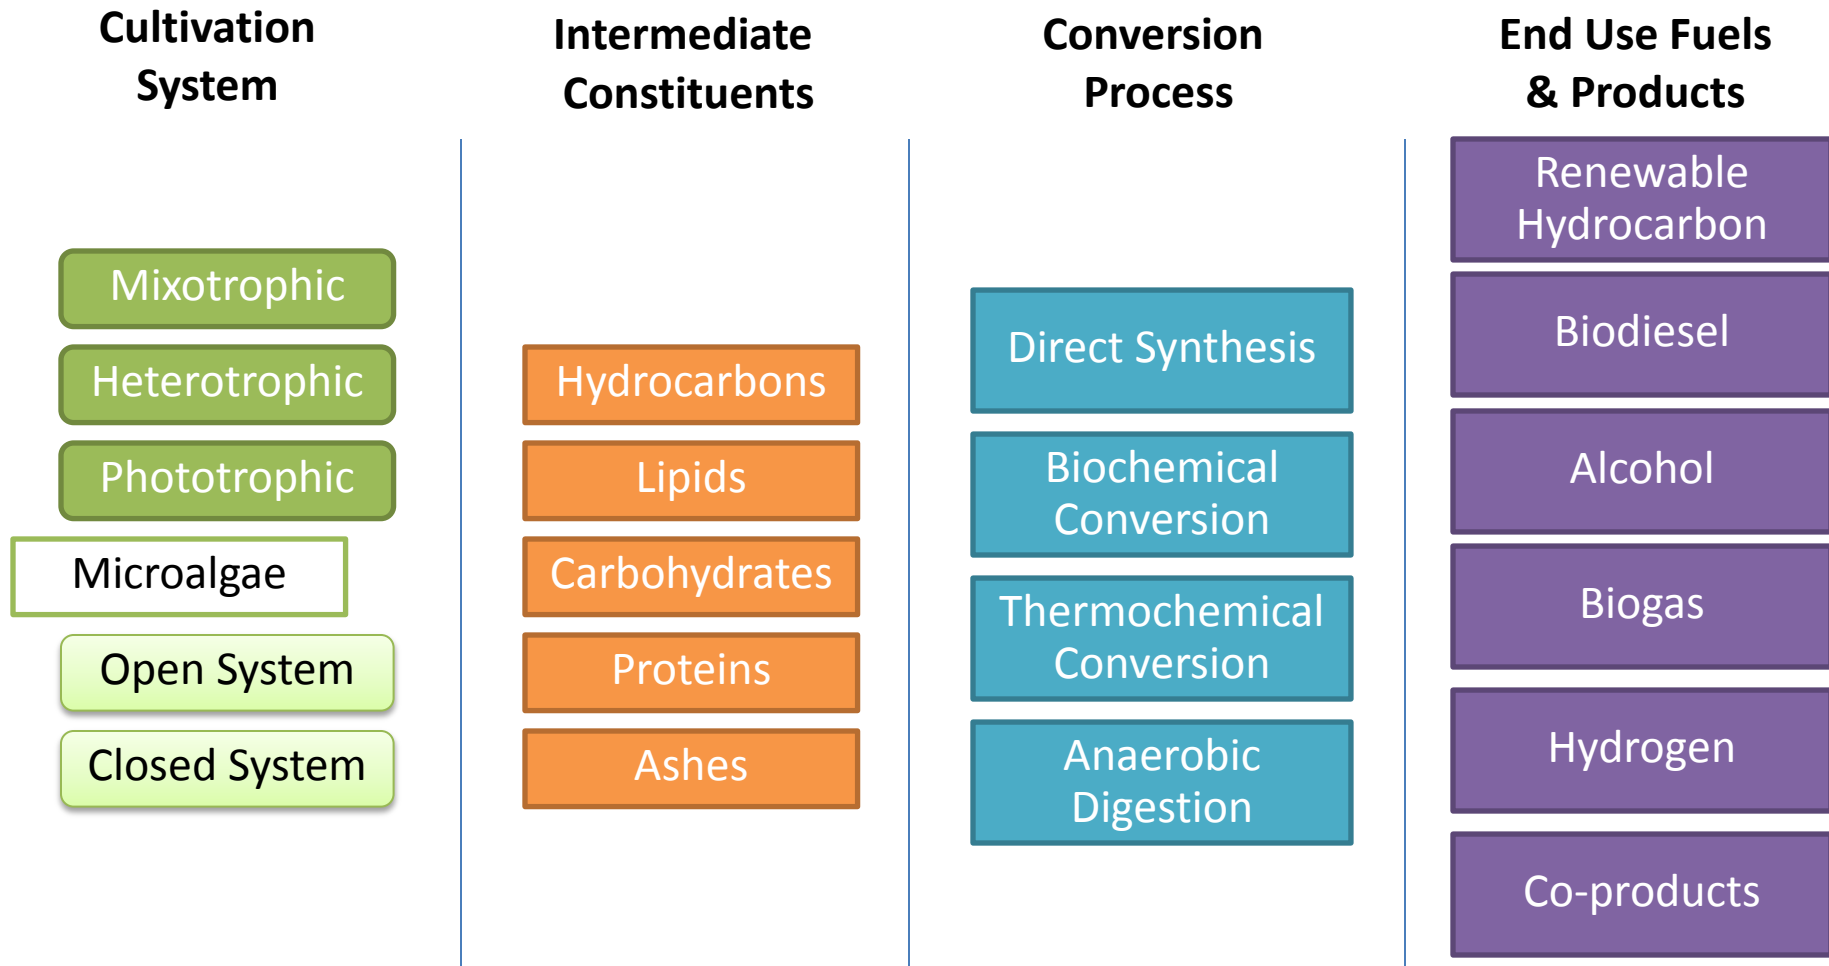 Cultivation
System
Intermediate
Constituents
Conversion
Process
End Use Fuels
& Products
Mixotrophic
Heterotrophic
Phototrophic
Microalgae
Open System
Closed System
Hydrocarbons
Lipids
Carbohydrates
Proteins
Ashes
Direct Synthesis
Biochemical
Conversion
Thermochemical
Conversion
Anaerobic
Digestion
Renewable
Hydrocarbon
Biodiesel
Alcohol
Biogas
Hydrogen
Co-products